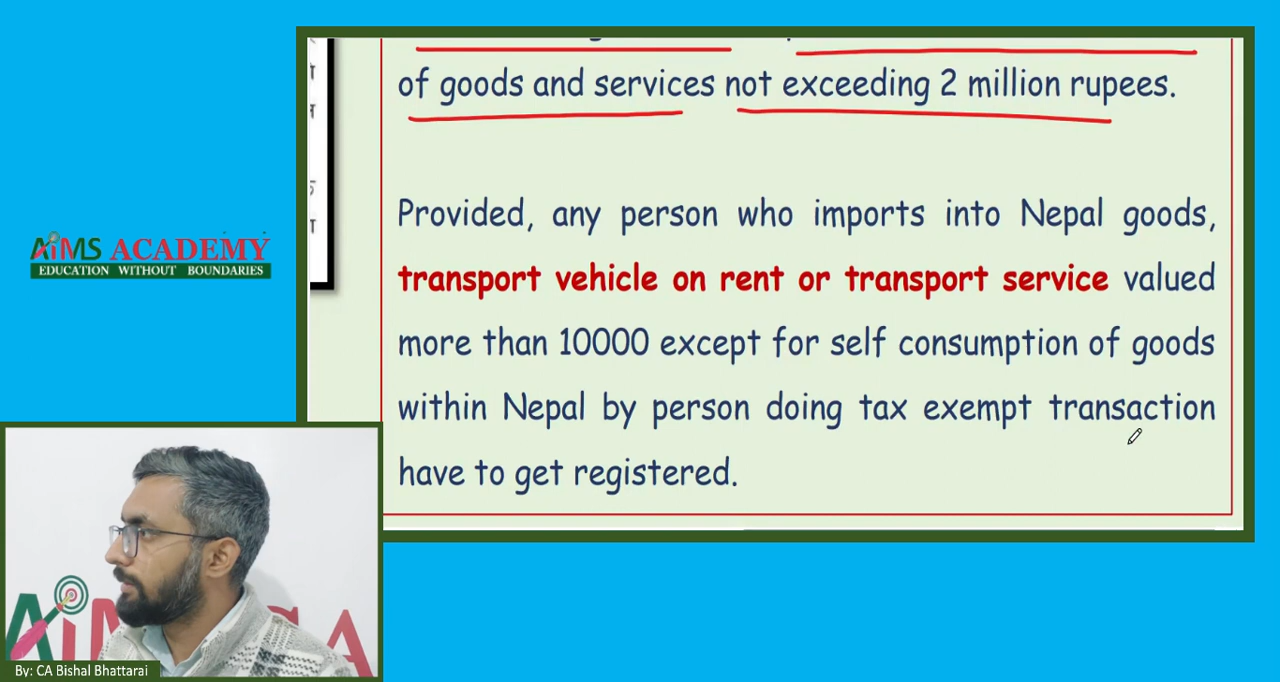 of goods and services not exceeding 2 million rupees.
Provided, any person who imports into Nepal goods,
transport vehicle on rent or transport service valued
more than 10000 except for self consumption of goods
within Nepal by person doing tax exempt transaction
have to get registered.
AiMS ACADEMY
EDUCATION WITHOUT BOUNDARIES
By: CA Bishal Bhattarai